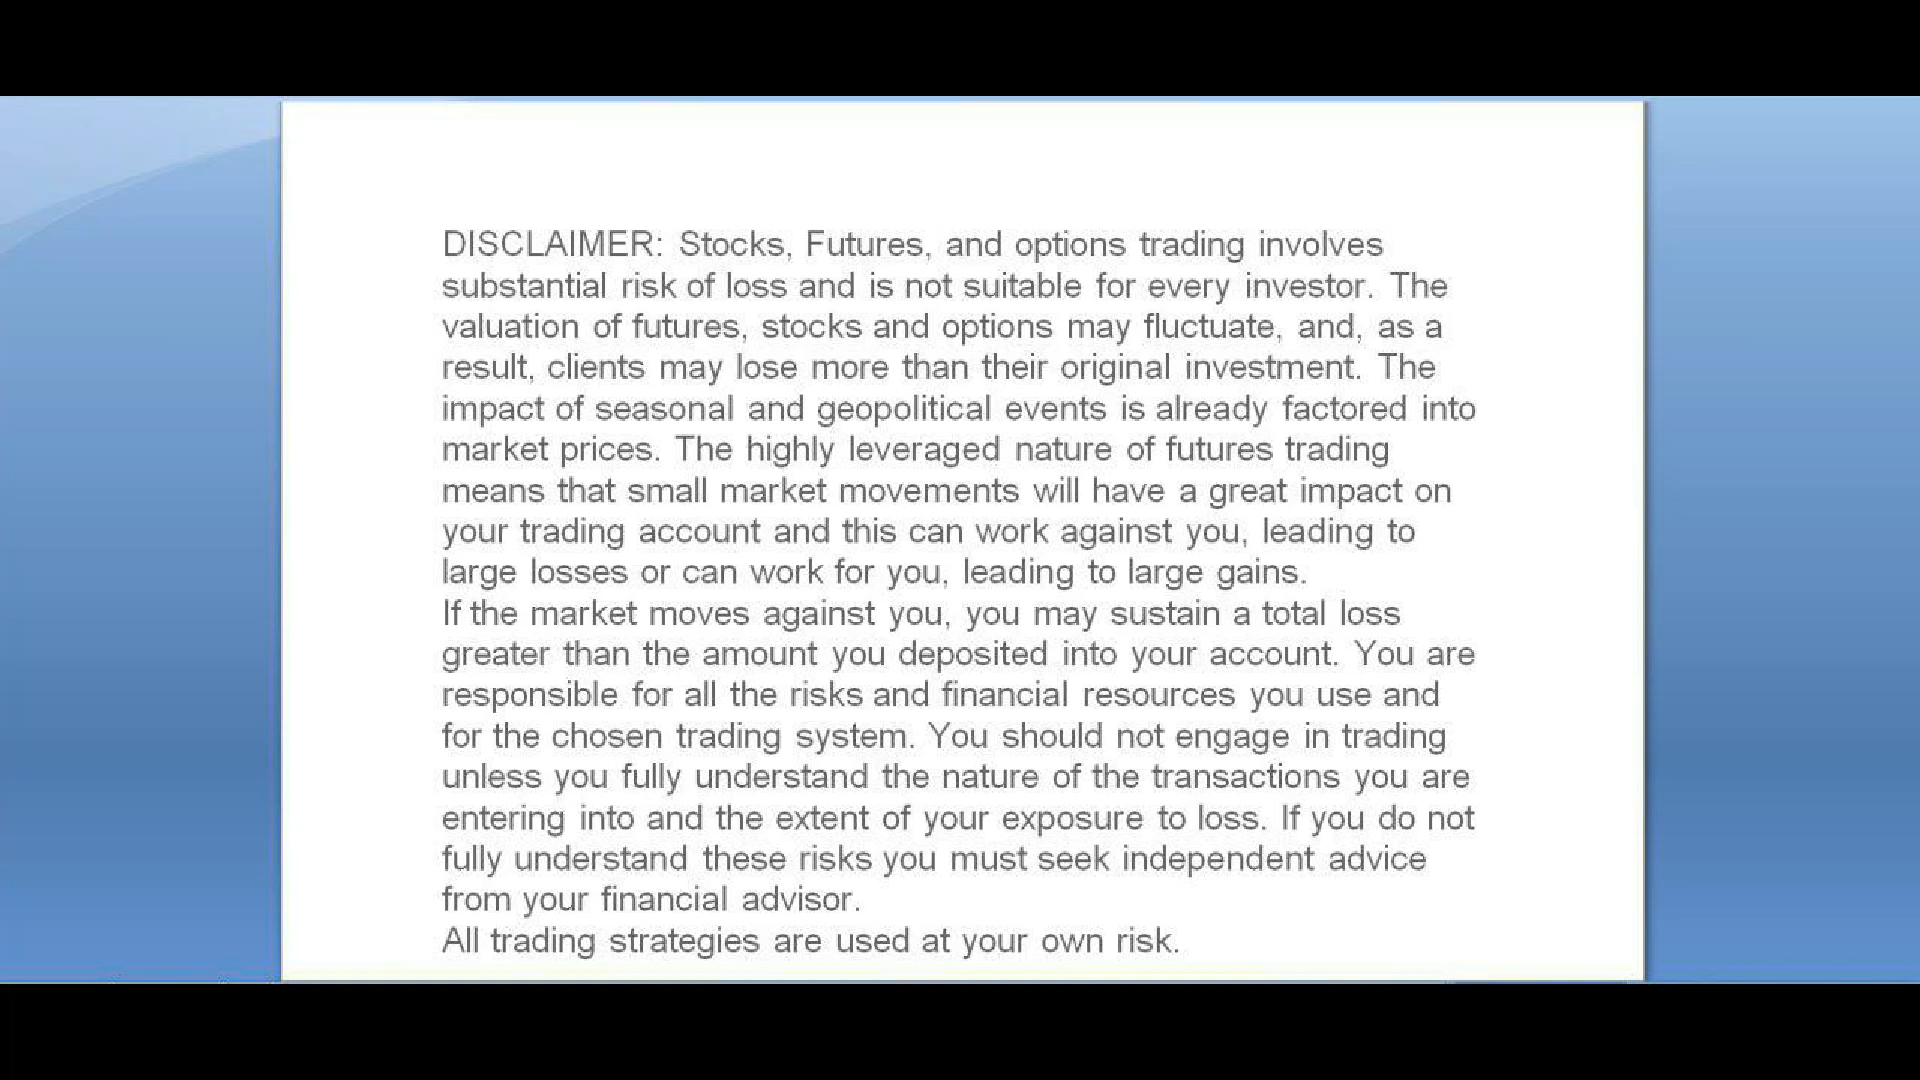 DISCLAIMER: Stocks, Futures, and options trading involves
substantial risk of loss and is not suitable for every investor. The
valuation of futures, stocks and options may fluctuate, and, as a
result, clients may lose more than their original investment. The
impact of seasonal and geopolitical events is already factored into
market prices. The highly leveraged nature of futures trading
means that small market movements will have a great impact on
your trading account and this can work against you, leading to
large losses or can work for you, leading to large gains.
If the market moves against you, you may sustain a total loss
greater than the amount you deposited into your account. You are
responsible for all the risks and financial resources you use and
for the chosen trading system. You should not engage in trading
unless you fully understand the nature of the transactions you are
entering into and the extent of your exposure to loss. If you do not
fully understand these risks you must seek independent advice
from your financial advisor.
All trading strategies are used at your own risk.